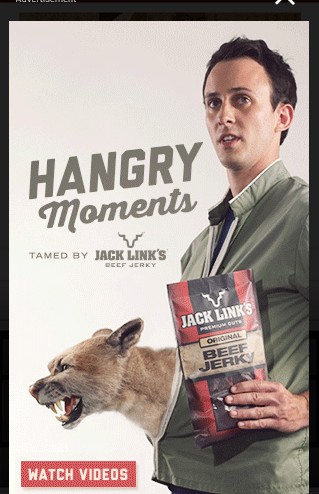 Advertisement
HANGRY
Moments
TAMED BY JACK LINK'S
BEEF JERKY
JACK LINK'S
PREMIUM CUTS
ORIGINAL
BEEF
JERKY
WATCH VIDEOS